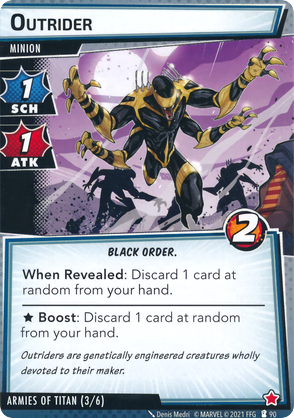 OUTRIDER
MINION
1
SCH
1
ATK
2
BLACK ORDER.
When Revealed: Discard 1 card at
random from your hand.
★ Boost: Discard 1 card at random
from your hand.
Outriders are genetically engineered creatures wholly
devoted to their maker.
ARMIES OF TITAN (3/6)
Denis Medri © MARVEL © 2021 FFG 90